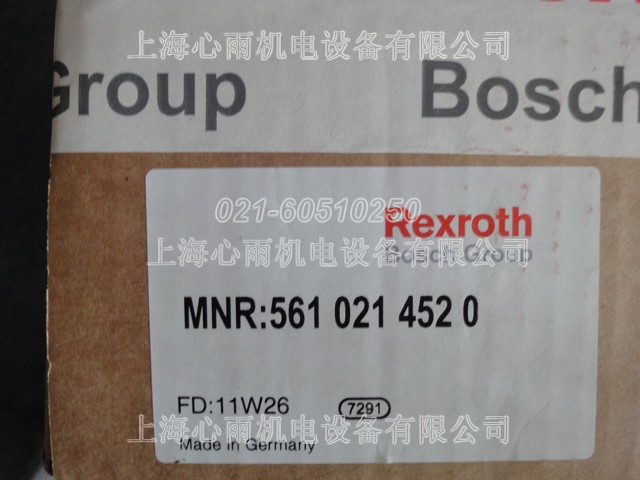 上海心雨机电设备有限公司
Group Bosch
021-60510250
Rexroth
Bosch Group
上海心雨机电设备有限公司
MNR:561 021 452 0
FD:11W26 7291
上海心雨机电设备有限公司
Made in Germany